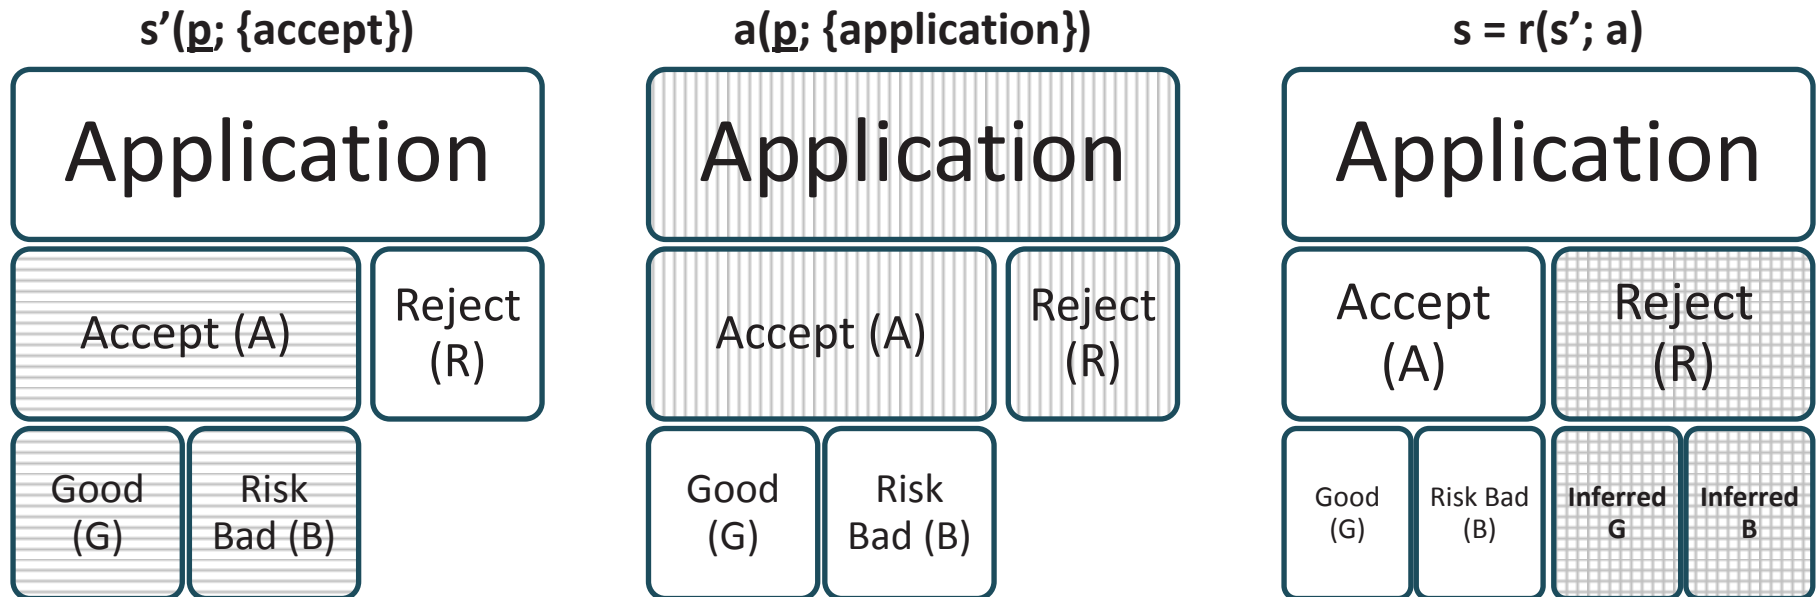 s’(p; {accept})
Application
Accept (A)
Reject
(R)
Good
(G)
Risk
Bad (B)
a(p; {application})
Application
Accept (A)
Reject
(R)
Good
(G)
Risk
Bad (B)
s = r(s’; a)
Application
Accept
(A)
Reject
(R)
Good
(G)
Risk Bad
(B)
Inferred
G
Inferred
B